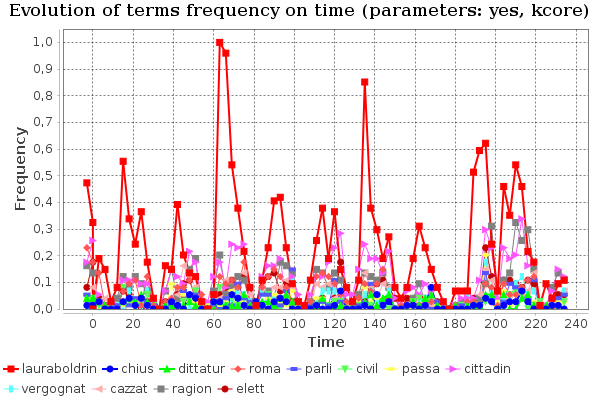 Evolution of terms frequency on time (parameters: yes, kcore)
1,0
0,9
0,8
0,7
0,6
0,5
0,4
0,3
0,2
0,1
0,0
Frequency
0 20 40 60 80 100 120 140 160 180 200 220 240
Time
lauraboldrin chius dittatur roma parli civil passa cittadin
vergognat cazzat ragion elett